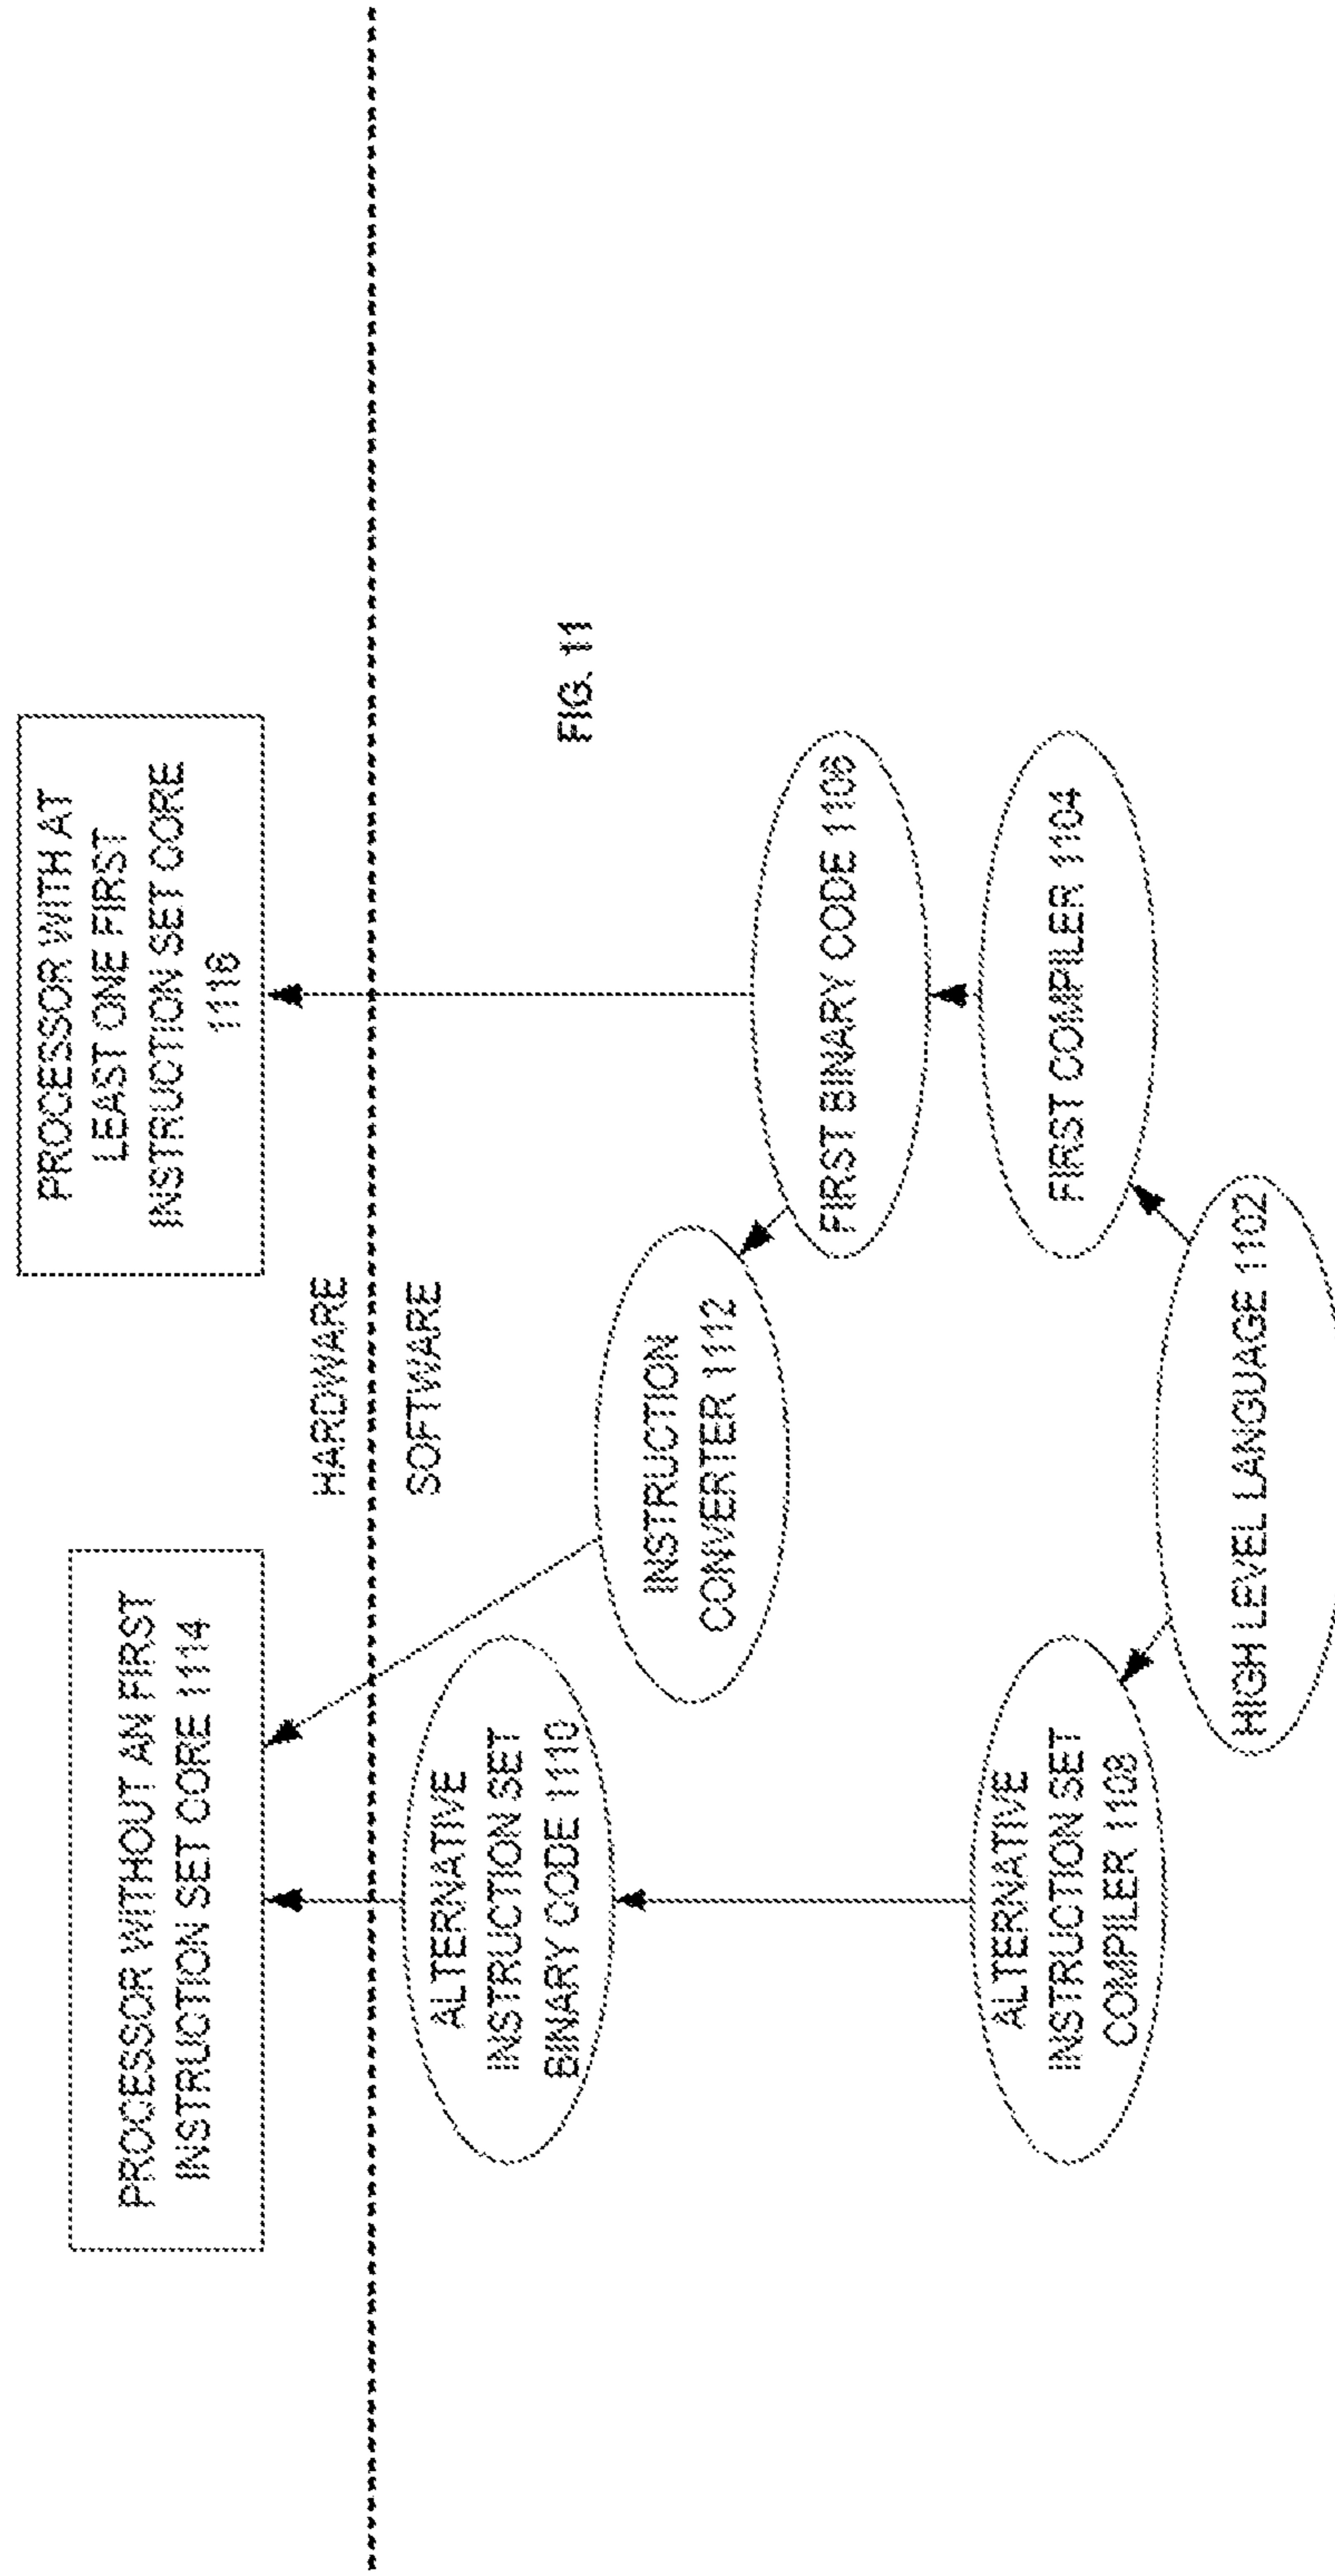 PROCESSOR WITHOUT AN FIRST
INSTRUCTION SET CORE 1114
PROCESSOR WITH AT
LEAST ONE FIRST
INSTRUCTION SET CORE
1116
HARDWARE
SOFTWARE
ALTERNATIVE
INSTRUCTION SET
BINARY CODE 1110
INSTRUCTION
CONVERTER 1112
FIG. 11
FIRST BINARY CODE 1106
ALTERNATIVE
INSTRUCTION SET
COMPILER 1108
FIRST COMPILER 1104
HIGH LEVEL LANGUAGE 1102